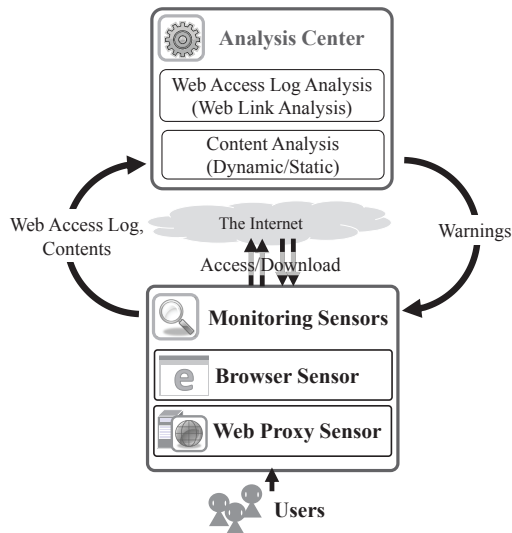 Analysis Center
Web Access Log Analysis
(Web Link Analysis)
Content Analysis
(Dynamic/Static)
Web Access Log,
Contents
The Internet
Access/Download
Warnings
Monitoring Sensors
e
Browser Sensor
Web Proxy Sensor
Users